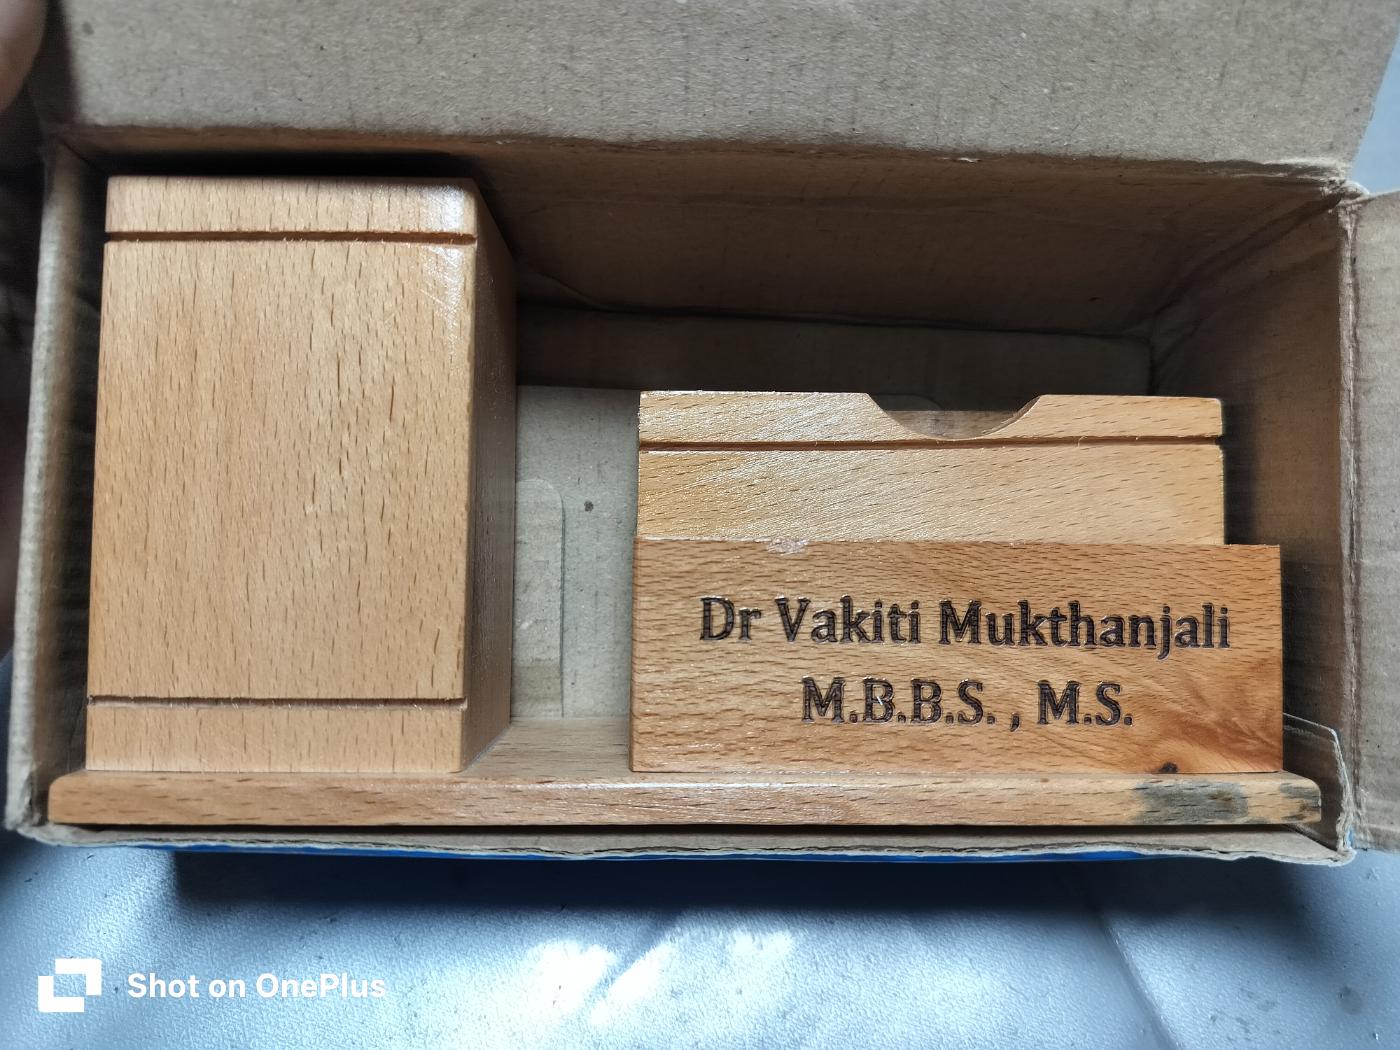 Dr Vakiti Mukthanjali
M.B.B.S. , M.S.
Shot on OnePlus